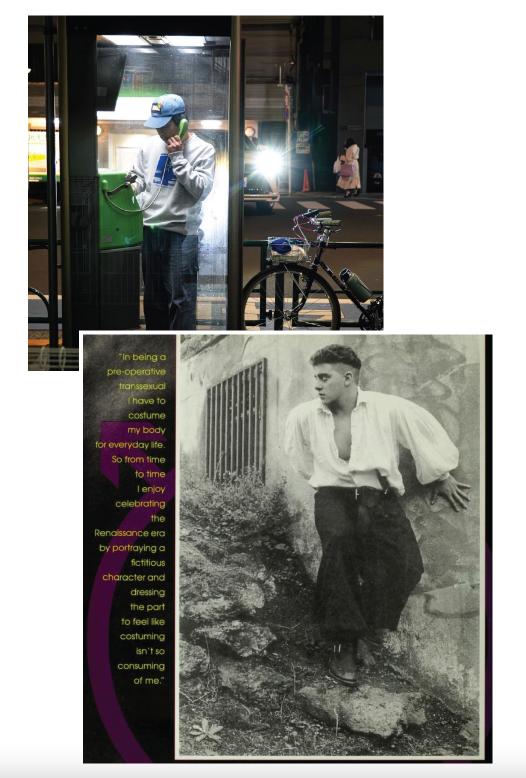 "In being a
pre-operative
transsexual
I have to
costume
my body
for everyday life.
So from time
to time
I enjoy
celebrating
the
Renaissance era
by portraying a
fictitious
character and
dressing
the part
to feel like
costuming
isn't so
consuming
of me."